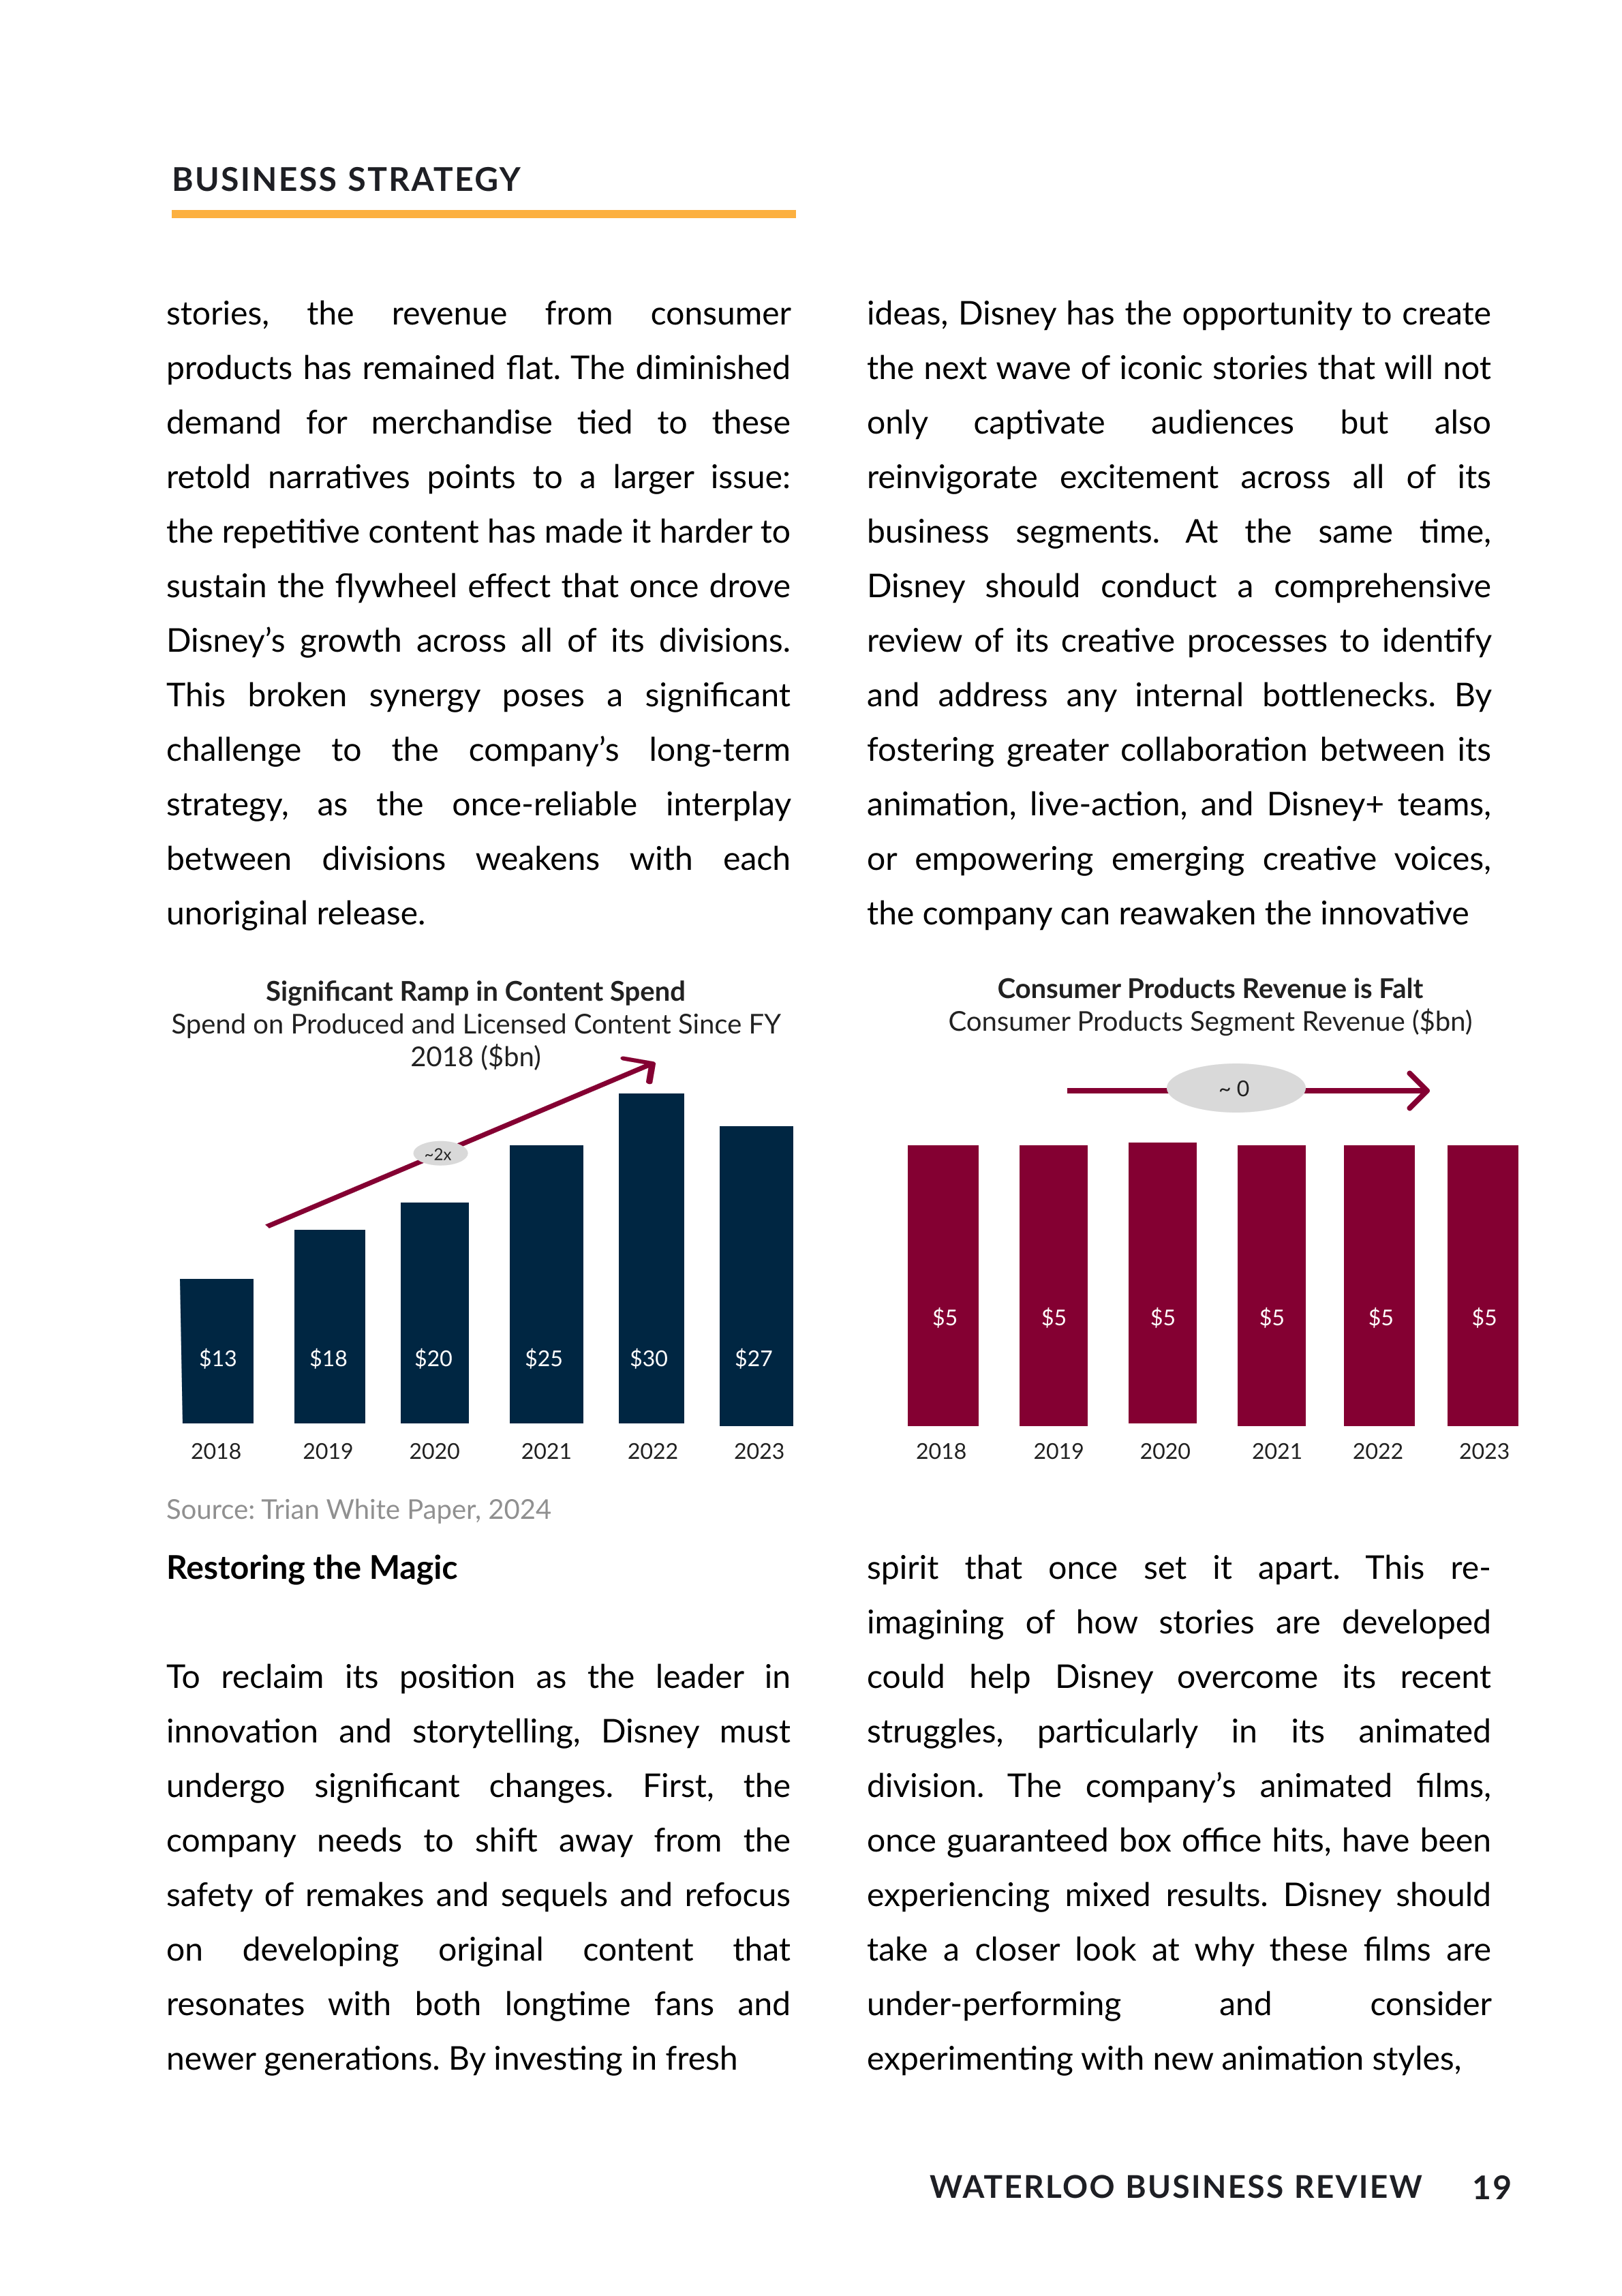 BUSINESS STRATEGY
stories, the revenue from consumer
products has remained flat. The diminished
demand for merchandise tied to these
retold narratives points to a larger issue:
the repetitive content has made it harder to
sustain the flywheel effect that once drove
Disney’s growth across all of its divisions.
This broken synergy poses a significant
challenge to the company’s long-term
strategy, as the once-reliable interplay
between divisions weakens with each
unoriginal release.
ideas, Disney has the opportunity to create
the next wave of iconic stories that will not
only captivate audiences but also
reinvigorate excitement across all of its
business segments. At the same time,
Disney should conduct a comprehensive
review of its creative processes to identify
and address any internal bottlenecks. By
fostering greater collaboration between its
animation, live-action, and Disney+ teams,
or empowering emerging creative voices,
the company can reawaken the innovative
Significant Ramp in Content Spend
Spend on Produced and Licensed Content Since FY
2018 ($bn)
~2x
$13 $18 $20 $25 $30 $27
2018 2019 2020 2021 2022 2023
Consumer Products Revenue is Falt
Consumer Products Segment Revenue ($bn)
~ 0
$5 $5 $5 $5 $5 $5
2018 2019 2020 2021 2022 2023
Source: Trian White Paper, 2024
Restoring the Magic
To reclaim its position as the leader in
innovation and storytelling, Disney must
undergo significant changes. First, the
company needs to shift away from the
safety of remakes and sequels and refocus
on developing original content that
resonates with both longtime fans and
newer generations. By investing in fresh
spirit that once set it apart. This re-
imagining of how stories are developed
could help Disney overcome its recent
struggles, particularly in its animated
division. The company’s animated films,
once guaranteed box office hits, have been
experiencing mixed results. Disney should
take a closer look at why these films are
under-performing and consider
experimenting with new animation styles,
WATERLOO BUSINESS REVIEW 19